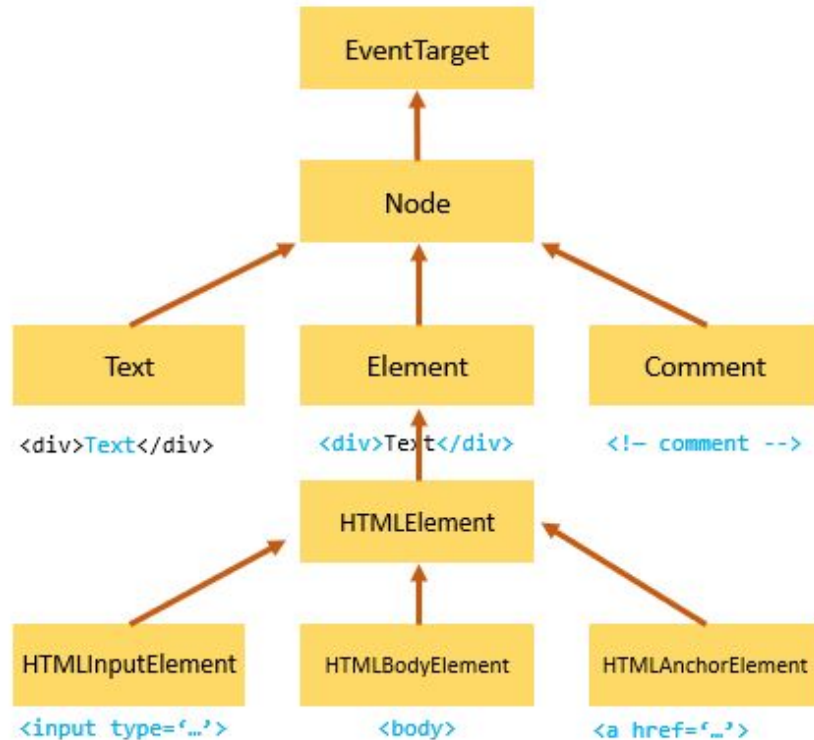 EventTarget
Node
Text
Element
Comment
<div>Text</div>
<div>Text</div>
<!– comment -->
HTMLElement
HTMLInputElement
HTMLBodyElement
HTMLAnchorElement
<input type=‘…’>
<body>
<a href=‘…’>